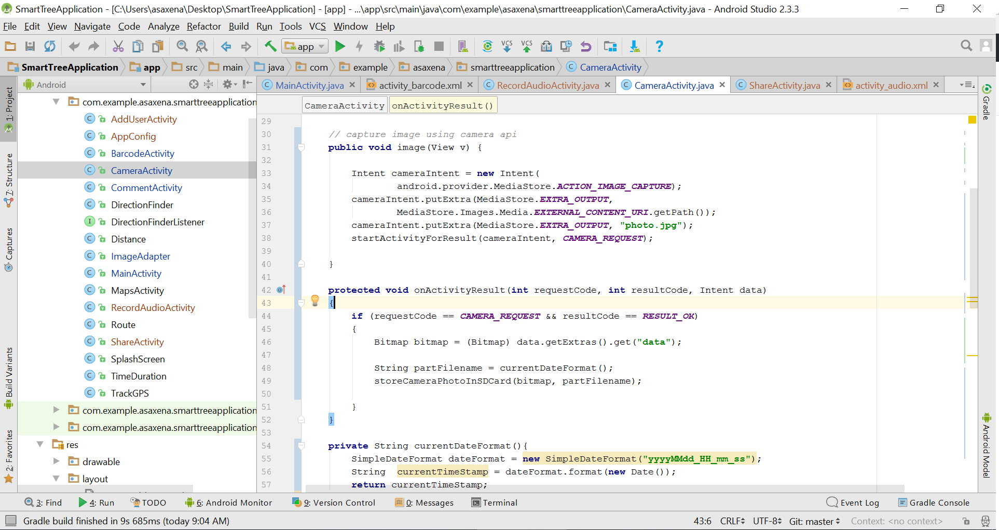 SmartTreeApplication - [C:\Users\asaxena\Desktop\SmartTreeApplication] - [app] - ...\app\src\main\java\com\example\asaxena\smarttreeapplication\CameraActivity.java - Android Studio 2.3.3
File Edit View Navigate Code Analyze Refactor Build Run Tools VCS Window Help
app VCS VCS ?
SmartTreeApplication app src main java com example asaxena smarttreeapplication CameraActivity
Android
MainActivity.java activity_barcode.xml RecordAudioActivity.java CameraActivity.java ShareActivity.java activity_audio.xml
1: Project
7: Structure
Captures
Build Variants
2: Favorites
com.example.asaxena.smarttreeapplication
AddUserActivity
AppConfig
BarcodeActivity
CameraActivity
CommentActivity
DirectionFinder
DirectionFinderListener
Distance
ImageAdapter
MainActivity
MapsActivity
RecordAudioActivity
Route
ShareActivity
SplashScreen
TimeDuration
TrackGPS
com.example.asaxena.smarttreeapplication
com.example.asaxena.smarttreeapplication
res
drawable
layout
CameraActivity onActivityResult()
29
30 // capture image using camera api
31 public void image(View v) {
32
33 Intent cameraIntent = new Intent(
34 android.provider.MediaStore.ACTION_IMAGE_CAPTURE);
35 cameraIntent.putExtra(MediaStore.EXTRA_OUTPUT,
36 MediaStore.Images.Media.EXTERNAL_CONTENT_URI.getPath());
37 cameraIntent.putExtra(MediaStore.EXTRA_OUTPUT, "photo.jpg");
38 startActivityForResult(cameraIntent, CAMERA_REQUEST);
39
40 }
41
42 protected void onActivityResult(int requestCode, int resultCode, Intent data)
43 {
44 if (requestCode == CAMERA_REQUEST && resultCode == RESULT_OK)
45 {
46 Bitmap bitmap = (Bitmap) data.getExtras().get("data");
47
48 String partFilename = currentDateFormat();
49 storeCameraPhotoInSDCard(bitmap, partFilename);
50
51 }
52 }
53
54 private String currentDateFormat(){
55 SimpleDateFormat dateFormat = new SimpleDateFormat("yyyyMMdd_HH_mm_ss");
56 String currentTimeStamp = dateFormat.format(new Date());
57 return currentTimeStamp;
Gradle
Android Model
3: Find 4: Run TODO 6: Android Monitor 9: Version Control 0: Messages Terminal Event Log Gradle Console
Gradle build finished in 9s 685ms (today 9:04 AM) 43:6 CRLF UTF-8 Git: master Context: <no context>